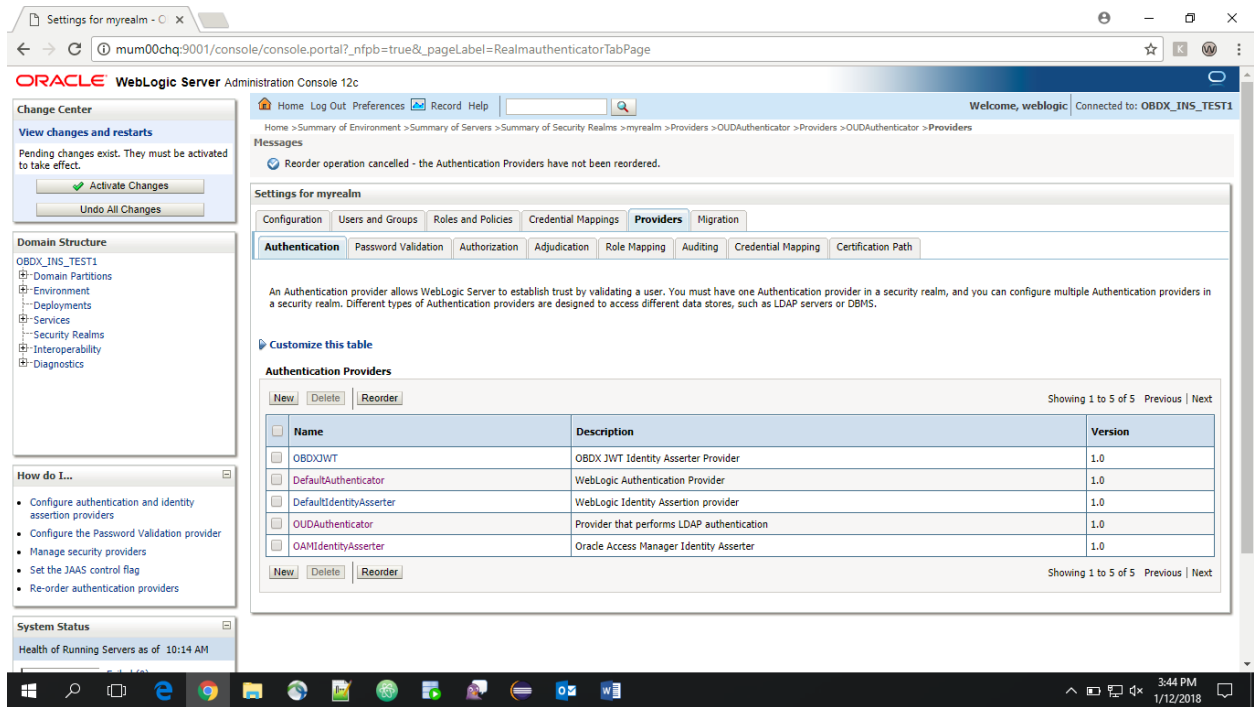 Settings for myrealm - O
mum00chq:9001/console/console.portal?_nfpb=true&_pageLabel=RealmauthenticatorTabPage
K
ORACLE WebLogic Server Administration Console 12c
Change Center
View changes and restarts
Pending changes exist. They must be activated
to take effect.
Activate Changes
Undo All Changes
Domain Structure
OBDX_INS_TEST1
Domain Partitions
Environment
Deployments
Services
Security Realms
Interoperability
Diagnostics
How do I...
Configure authentication and identity
assertion providers
Configure the Password Validation provider
Manage security providers
Set the JAAS control flag
Re-order authentication providers
System Status
Health of Running Servers as of 10:14 AM
Home Log Out Preferences Record Help
Welcome, weblogic Connected to: OBDX_INS_TEST1
Home >Summary of Environment >Summary of Servers >Summary of Security Realms >myrealm >Providers >OUDAuthenticator >Providers >OUDAuthenticator >Providers
Messages
Reorder operation cancelled - the Authentication Providers have not been reordered.
Settings for myrealm
Configuration Users and Groups Roles and Policies Credential Mappings Providers Migration
Authentication Password Validation Authorization Adjudication Role Mapping Auditing Credential Mapping Certification Path
An Authentication provider allows WebLogic Server to establish trust by validating a user. You must have one Authentication provider in a security realm, and you can configure multiple Authentication providers in
a security realm. Different types of Authentication providers are designed to access different data stores, such as LDAP servers or DBMS.
Customize this table
Authentication Providers
New Delete Reorder Showing 1 to 5 of 5 Previous | Next
Name Description Version
OBDXJWT OBDX JWT Identity Asserter Provider 1.0
DefaultAuthenticator WebLogic Authentication Provider 1.0
DefaultIdentityAsserter WebLogic Identity Assertion provider 1.0
OUDAuthenticator Provider that performs LDAP authentication 1.0
OAMIdentityAsserter Oracle Access Manager Identity Asserter 1.0
New Delete Reorder Showing 1 to 5 of 5 Previous | Next
3:44 PM
1/12/2018